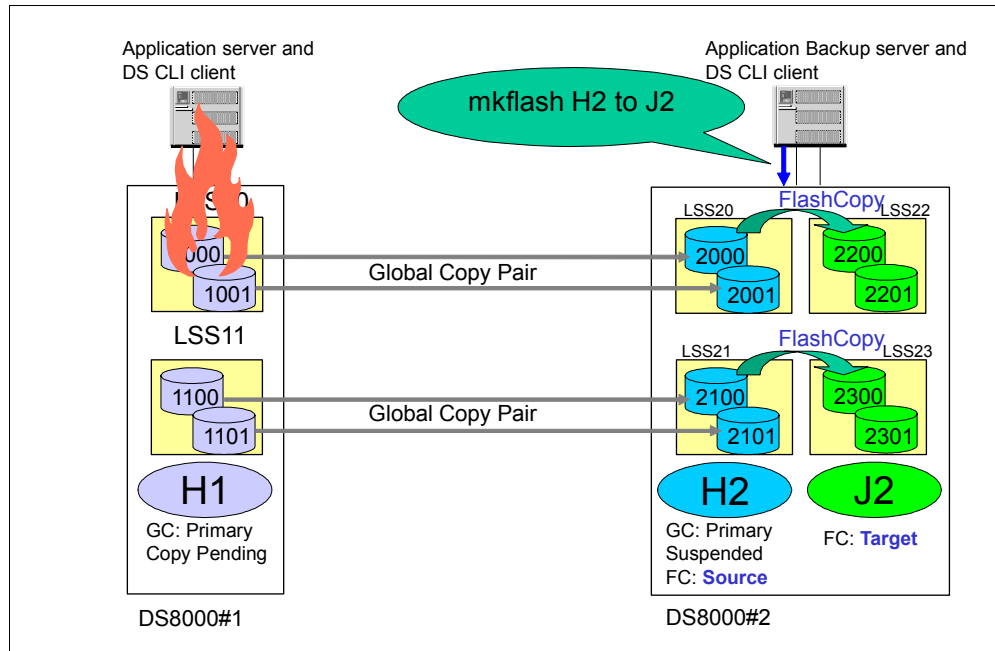 Application server and
DS CLI client
Application Backup server and
DS CLI client
mkflash H2 to J2
LSS20
FlashCopy
LSS22
000
1001
Global Copy Pair
2000
2001
2200
2201
LSS11
LSS21
FlashCopy
LSS23
1100
1101
Global Copy Pair
2100
2101
2300
2301
H1
H2
J2
GC: Primary
Copy Pending
GC: Primary
Suspended
FC: Source
FC: Target
DS8000#1
DS8000#2